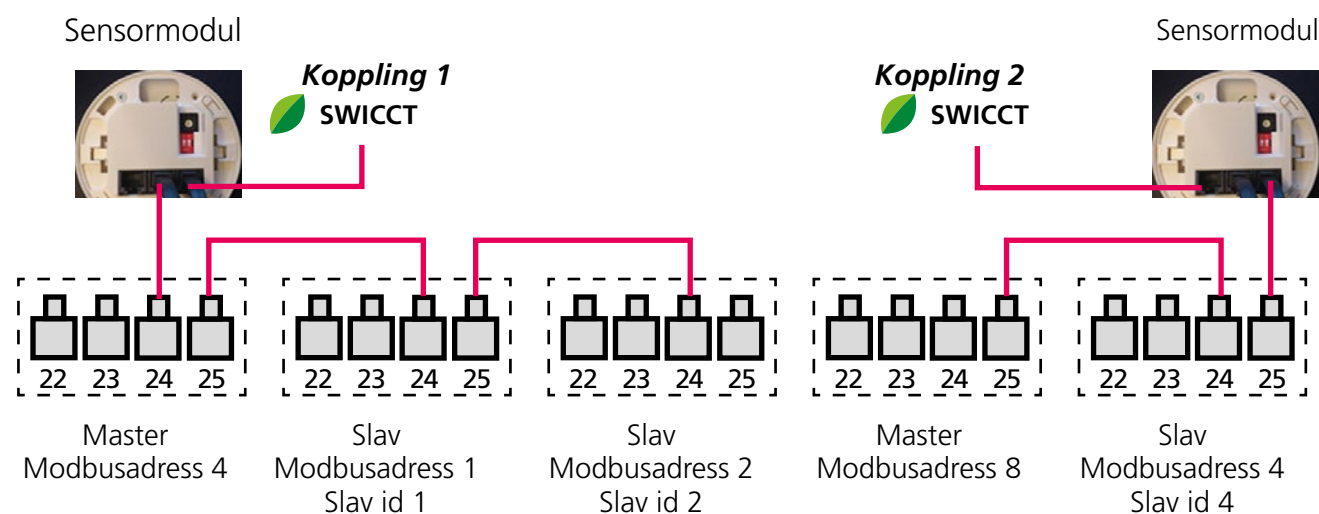 Sensormodul
Sensormodul
Koppling 1
SWICCT
Koppling 2
SWICCT
22 23 24 25
22 23 24 25
22 23 24 25
22 23 24 25
22 23 24 25
Master
Modbusadress 4
Slav
Modbusadress 1
Slav id 1
Slav
Modbusadress 2
Slav id 2
Master
Modbusadress 8
Slav
Modbusadress 4
Slav id 4